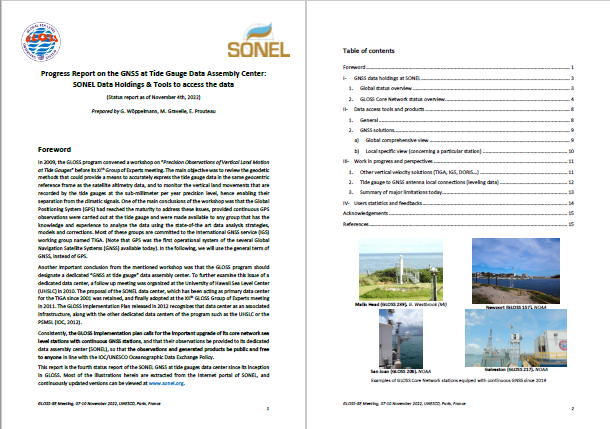 GLOSS
SONEL
Progress Report on the GNSS at Tide Gauge Data Assembly Center:
SONEL Data Holdings & Tools to access the data
(Status report as of November 4th, 2022)
Prepared by G. Wöppelmann, M. Gravelle, E. Prouteau
Foreword
In 2009, the GLOSS program convened a workshop on "Precision Observations of Vertical Land Motion
at Tide Gauges" before its XIth Group of Experts meeting. The main objective was to review the geodetic
methods that could provide a means to accurately express the tide gauge data in the same geocentric
reference frame as the satellite altimetry data, and to monitor the vertical land movements that are
recorded by the tide gauges at the sub-millimeter per year precision level, hence enabling their
separation from the climatic signals. One of the main conclusions of the workshop was that the Global
Positioning System (GPS) had reached the maturity to address these issues, provided continuous GPS
observations were carried out at the tide gauge and were made available to any group that has the
knowledge and experience to analyze the data using the state-of-the art data analysis strategies,
models and corrections. Most of these groups are committed to the international GNSS service (IGS)
working group named TIGA. (Note that GPS was the first operation system of the several Global
Navigation Satellite Systems (GNSS) available today). In the following, we will use the general term of
GNSS, instead of GPS.
Another important conclusion from the mentioned workshop was that the GLOSS program should
designate a dedicated "GNSS at tide gauge" data assembly center. To further examine this issue of a
dedicated data center, a follow up meeting was organized at the University of Hawaii Sea Level Center
(UHSLC) in 2010. The proposal of the SONEL data center, which has been acting as primary data center
for the TIGA since 2001 was retained, and finally adopted at the XIIth GLOSS Group of Experts meeting
in 2011. The GLOSS Implementation Plan released in 2012 recognizes that data center as associated
infrastructure, along with the other dedicated data centers of the program such as the UHSLC or the
PSMSL (IOC, 2012).
Consistently, the GLOSS implementation plan calls for the important upgrade of its core network sea
level stations with continuous GNSS stations, and that their observations be provided to its dedicated
data assembly center (SONEL), so that the observations and generated products be public and free
to anyone in line with the IOC/UNESCO Oceanographic Data Exchange Policy.
This report is the fourth status report of the SONEL GNSS at tide gauges data center since its inception
in GLOSS. Most of the illustrations herein are extracted from the internet portal of SONEL, and
continuously updated versions can be viewed at www.sonel.org.
GLOSS-GE Meeting, 07-10 November 2022, UNESCO, Paris, France
1
Table of contents
Foreword 1
I- GNSS data holdings at SONEL 3
1. Global status overview 3
2. GLOSS Core Network status overview 4
II- Data access tools and products 8
1. General 8
2. GNSS solutions 9
a) Global comprehensive view 9
b) Local specific view (concerning a particular station) 10
III- Work in progress and perspectives 11
1. Other vertical velocity solutions (TIGA, IGS, DORIS...) 11
2. Tide gauge to GNSS antenna local connections (leveling data) 12
3. Summary of major limitations today 13
IV- Users statistics and feedbacks 14
Acknowledgements 15
References 15
Malin Head (GLOSS 239), G. Westbrook (GSI)
Newport (GLOSS 157), NOAA
San Juan (GLOSS 206), NOAA
Galveston (GLOSS 217), NOAA
Examples of GLOSS Core Network stations equiped with continuous GNSS since 2019
GLOSS-GE Meeting, 07-10 November 2022, UNESCO, Paris, France
2